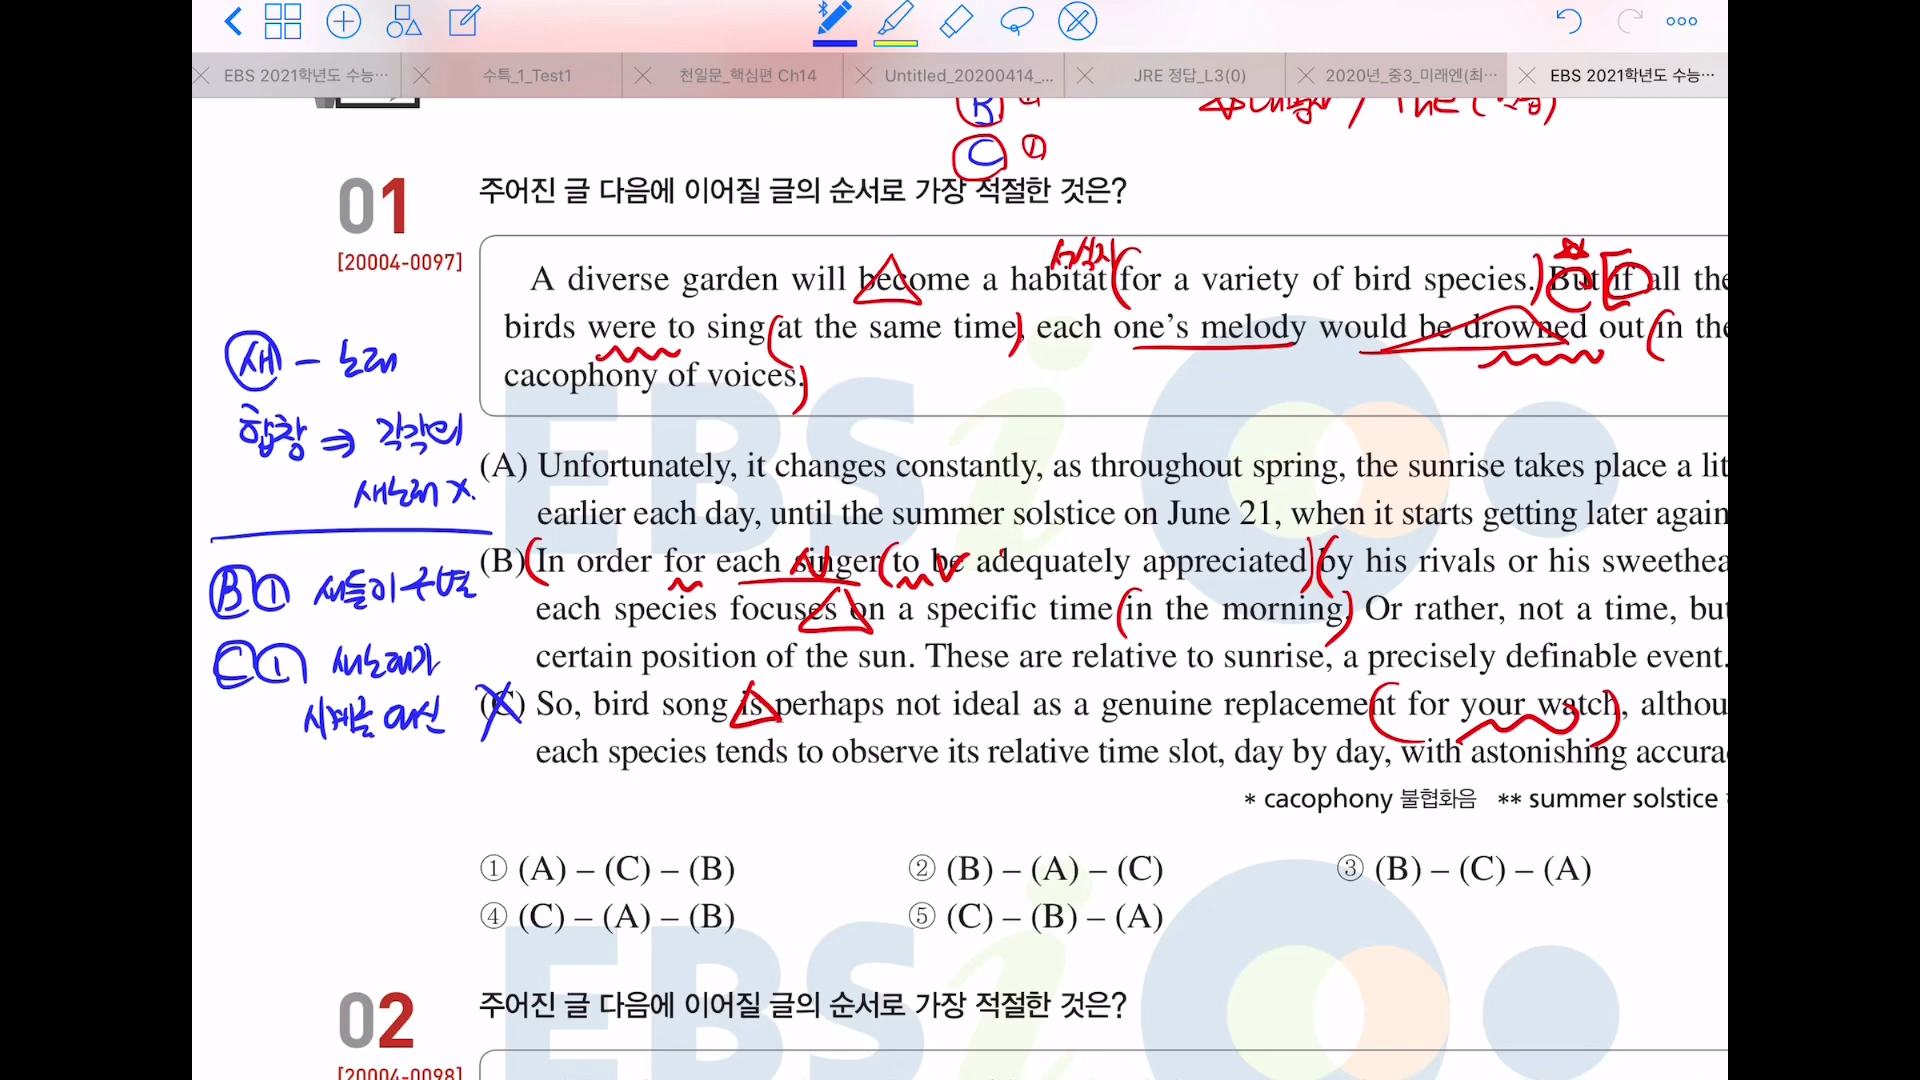 EBS 2021학년도 수능···
수특_1_Test1
천일문_핵심편 Ch14
Untitled_20200414_...
JRE 정답_L3(0)
2020년_중3_미래엔(최···
EBS 2021학년도 수능···
B
C ①
01
[20004-0097]
주어진 글 다음에 이어질 글의 순서로 가장 적절한 것은?
서식지
A diverse garden will become a habitat for a variety of bird species. But if all the
birds were to sing at the same time, each one's melody would be drowned out in the
cacophony of voices.
새 - 노래
합창 ⇒ 각각의
새노래 X.
B① 새들이 구별
C① 새노래가
시계를 대신
(A) Unfortunately, it changes constantly, as throughout spring, the sunrise takes place a lit
earlier each day, until the summer solstice on June 21, when it starts getting later again
(B) In order for each singer to be adequately appreciated by his rivals or his sweethea
N V
each species focuses on a specific time in the morning. Or rather, not a time, bu
certain position of the sun. These are relative to sunrise, a precisely definable event.
(C) So, bird song is perhaps not ideal as a genuine replacement for your watch, althou
each species tends to observe its relative time slot, day by day, with astonishing accura
* cacophony 불협화음 ** summer solstice
① (A) – (C) – (B)
② (B) – (A) – (C)
③ (B) – (C) – (A)
④ (C) – (A) – (B)
⑤ (C) – (B) – (A)
EBSi
EBSi
02
[20004-0098]
주어진 글 다음에 이어질 글의 순서로 가장 적절한 것은?